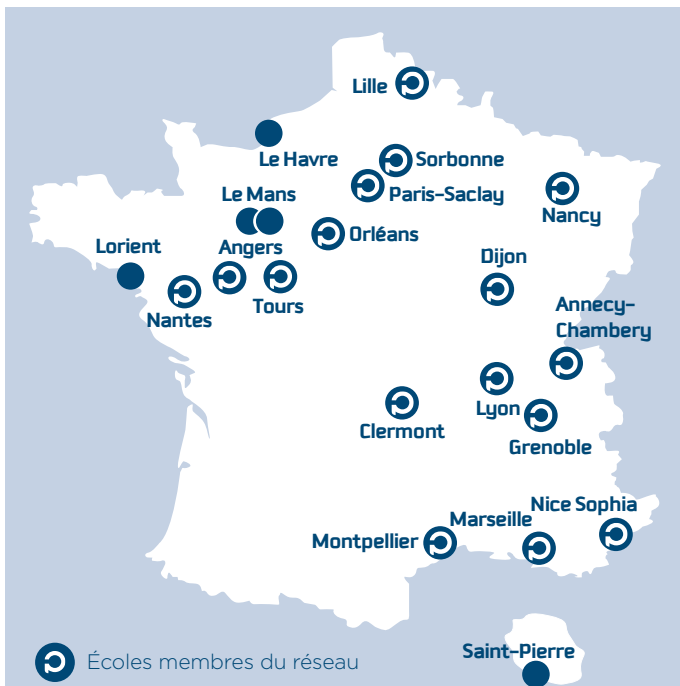 Lille
Le Havre
Sorbonne
Le Mans
Paris-Saclay
Nancy
Lorient
Angers
Orléans
Dijon
Nantes
Tours
Annecy-
Chambery
Clermont
Lyon
Grenoble
Nice Sophia
Marseille
Montpellier
Saint-Pierre
Écoles membres du réseau